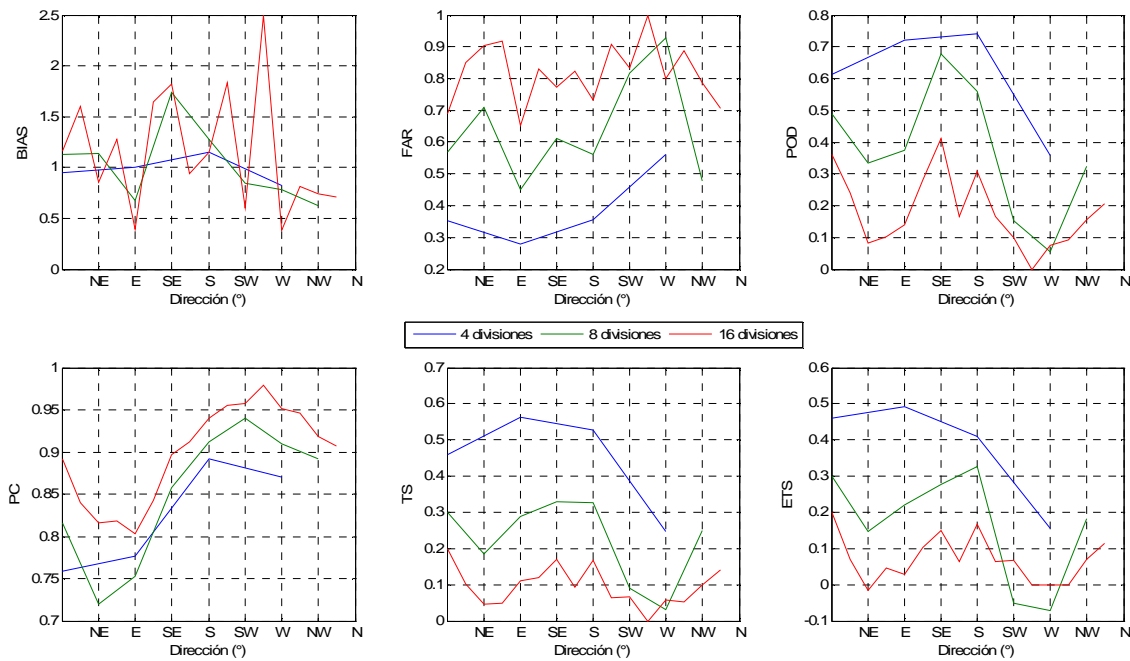 BIAS
2.5
2
1.5
1
0.5
0
NE E SE S SW W NW N
Dirección (°)
FAR
1
0.9
0.8
0.7
0.6
0.5
0.4
0.3
0.2
NE E SE S SW W NW N
Dirección (°)
POD
0.8
0.7
0.6
0.5
0.4
0.3
0.2
0.1
0
NE E SE S SW W NW N
Dirección (°)
4 divisiones 8 divisiones 16 divisiones
PC
1
0.95
0.9
0.85
0.8
0.75
0.7
NE E SE S SW W NW N
Dirección (°)
TS
0.7
0.6
0.5
0.4
0.3
0.2
0.1
0
NE E SE S SW W NW N
Dirección (°)
ETS
0.6
0.5
0.4
0.3
0.2
0.1
0
-0.1
NE E SE S SW W NW N
Dirección (°)